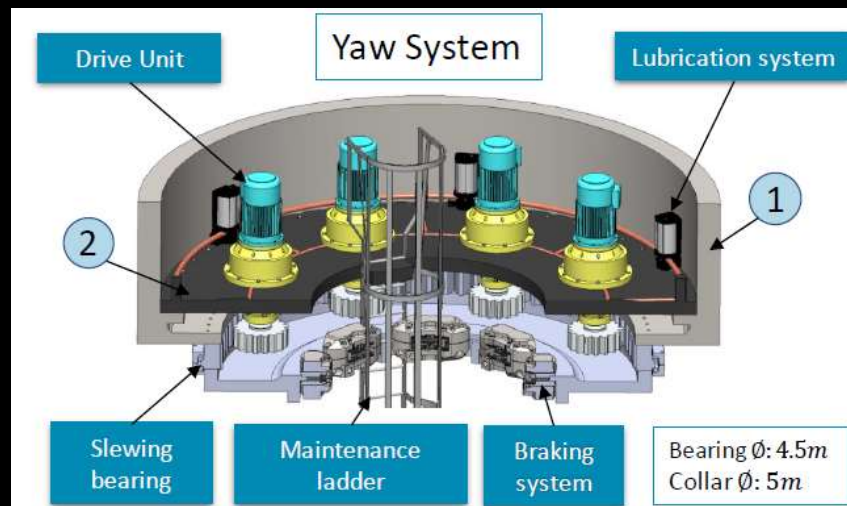 Yaw System
Drive Unit
Lubrication system
1
2
Slewing
bearing
Maintenance
ladder
Braking
system
Bearing Ø: 4.5m
Collar Ø: 5m